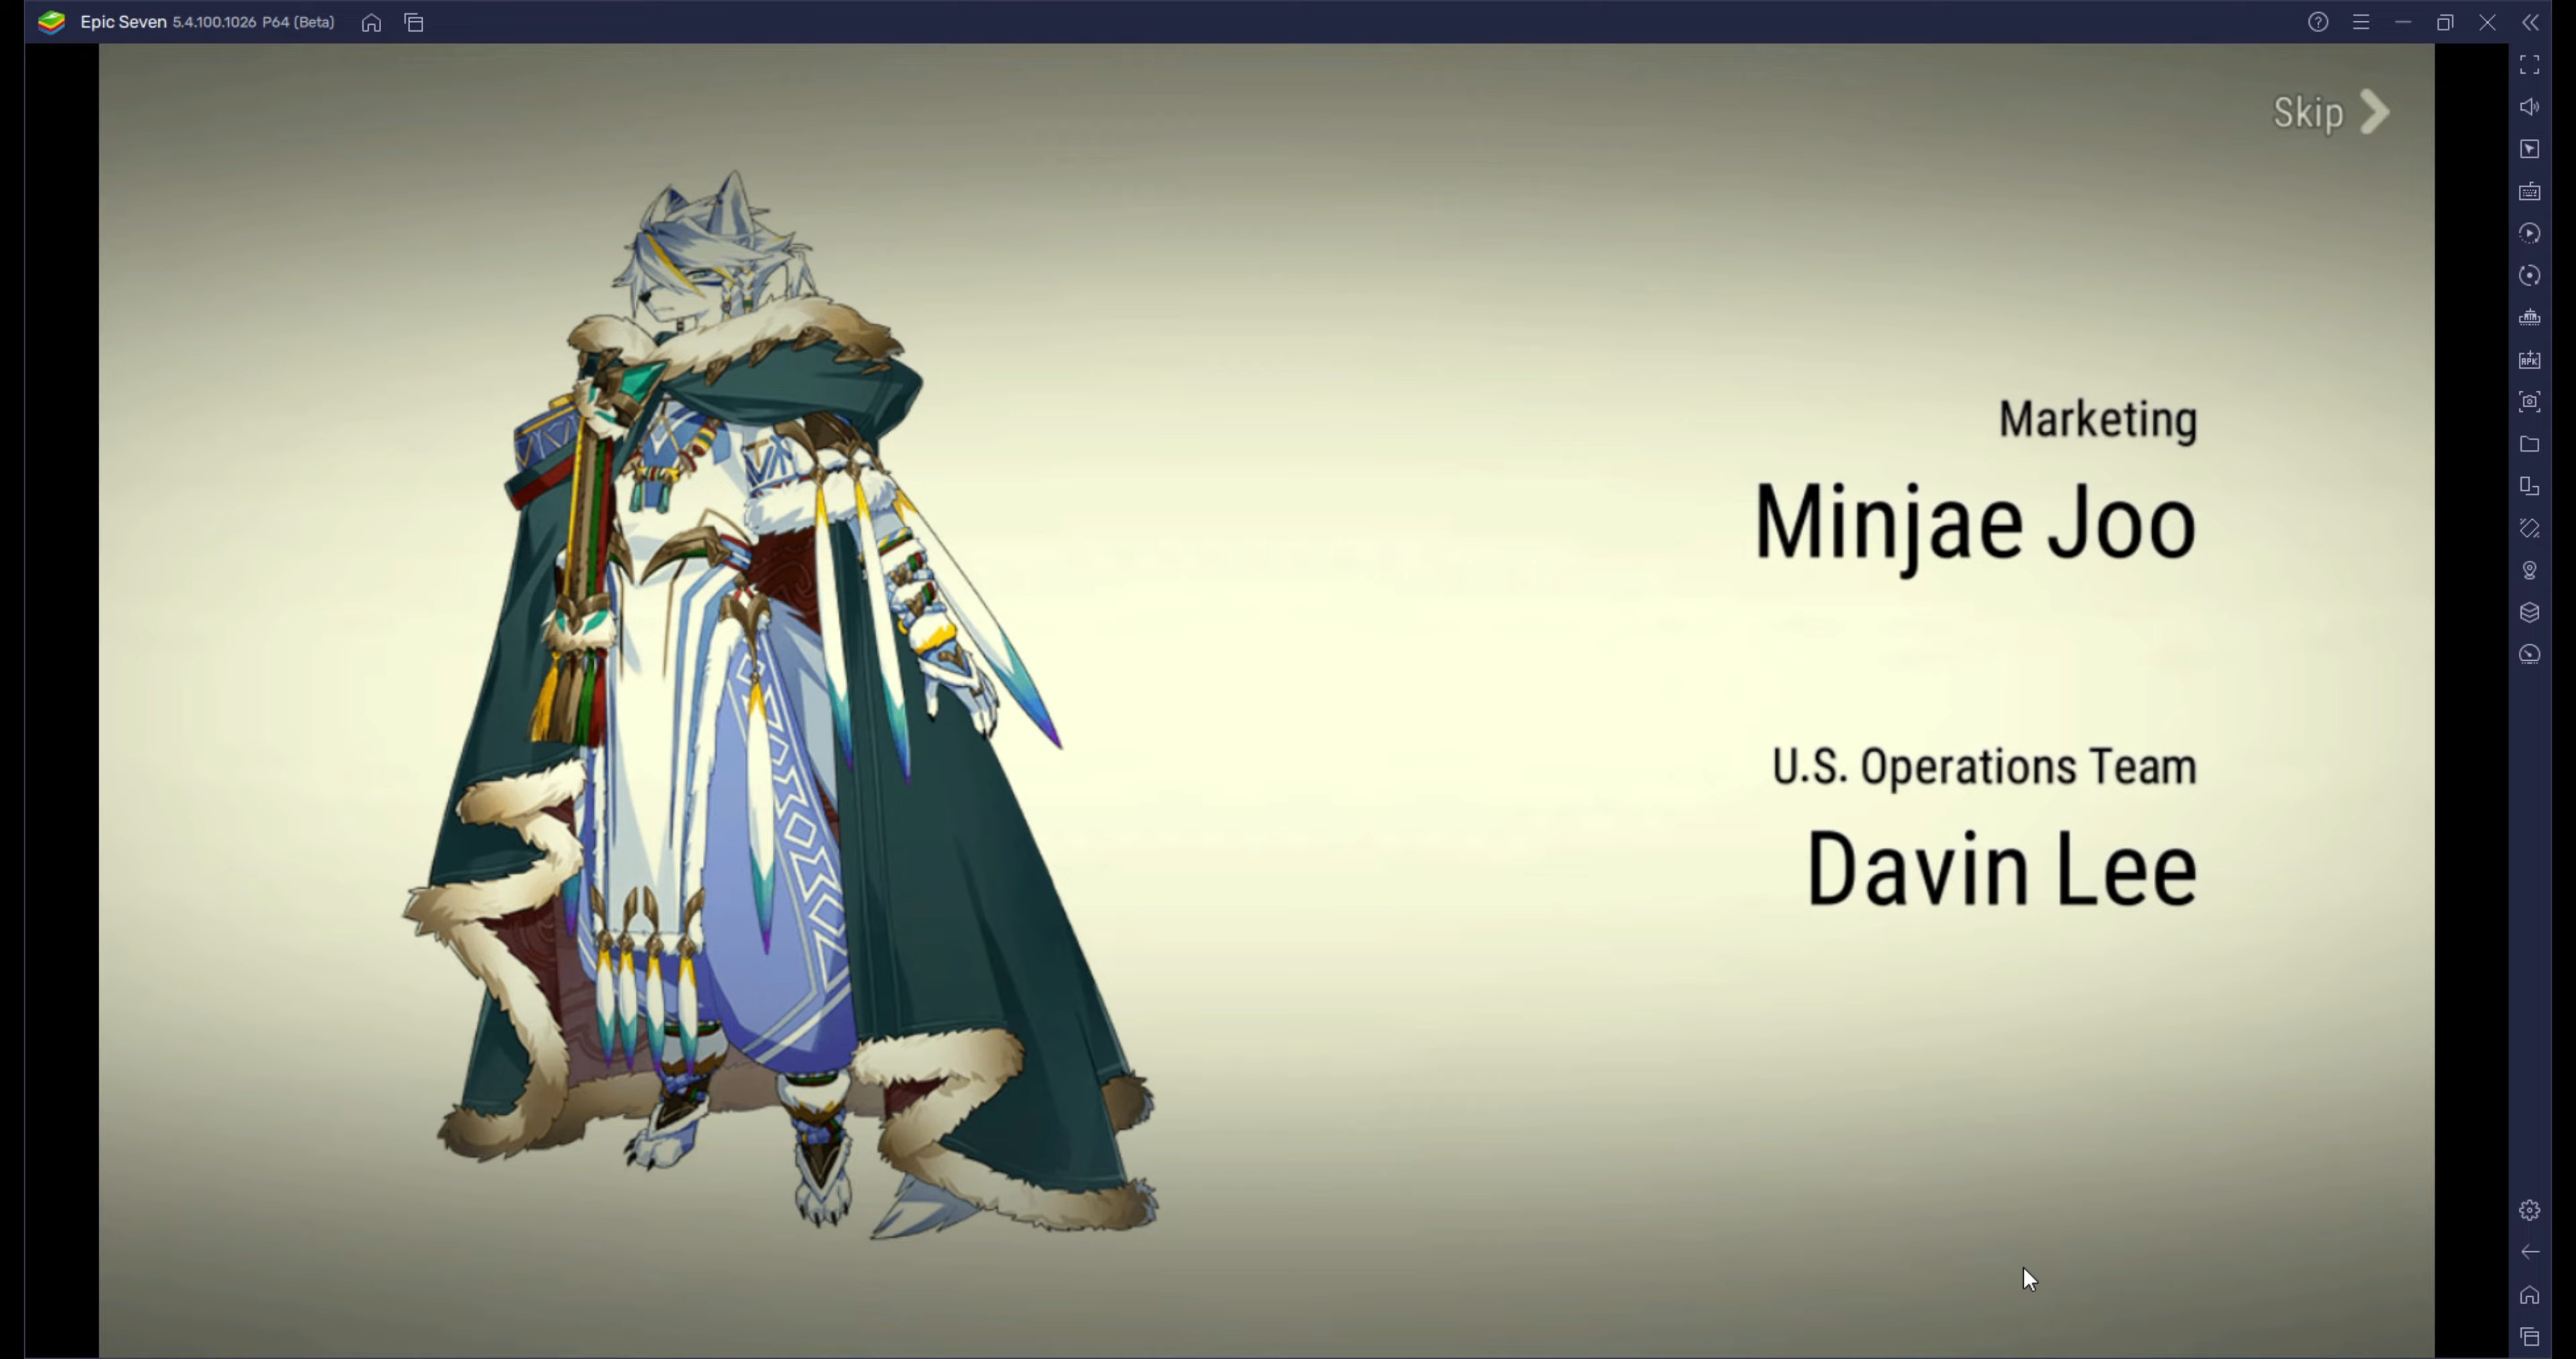 Epic Seven 5.4.100.1026 P64 (Beta)
Skip
Marketing
Minjae Joo
U.S. Operations Team
Davin Lee